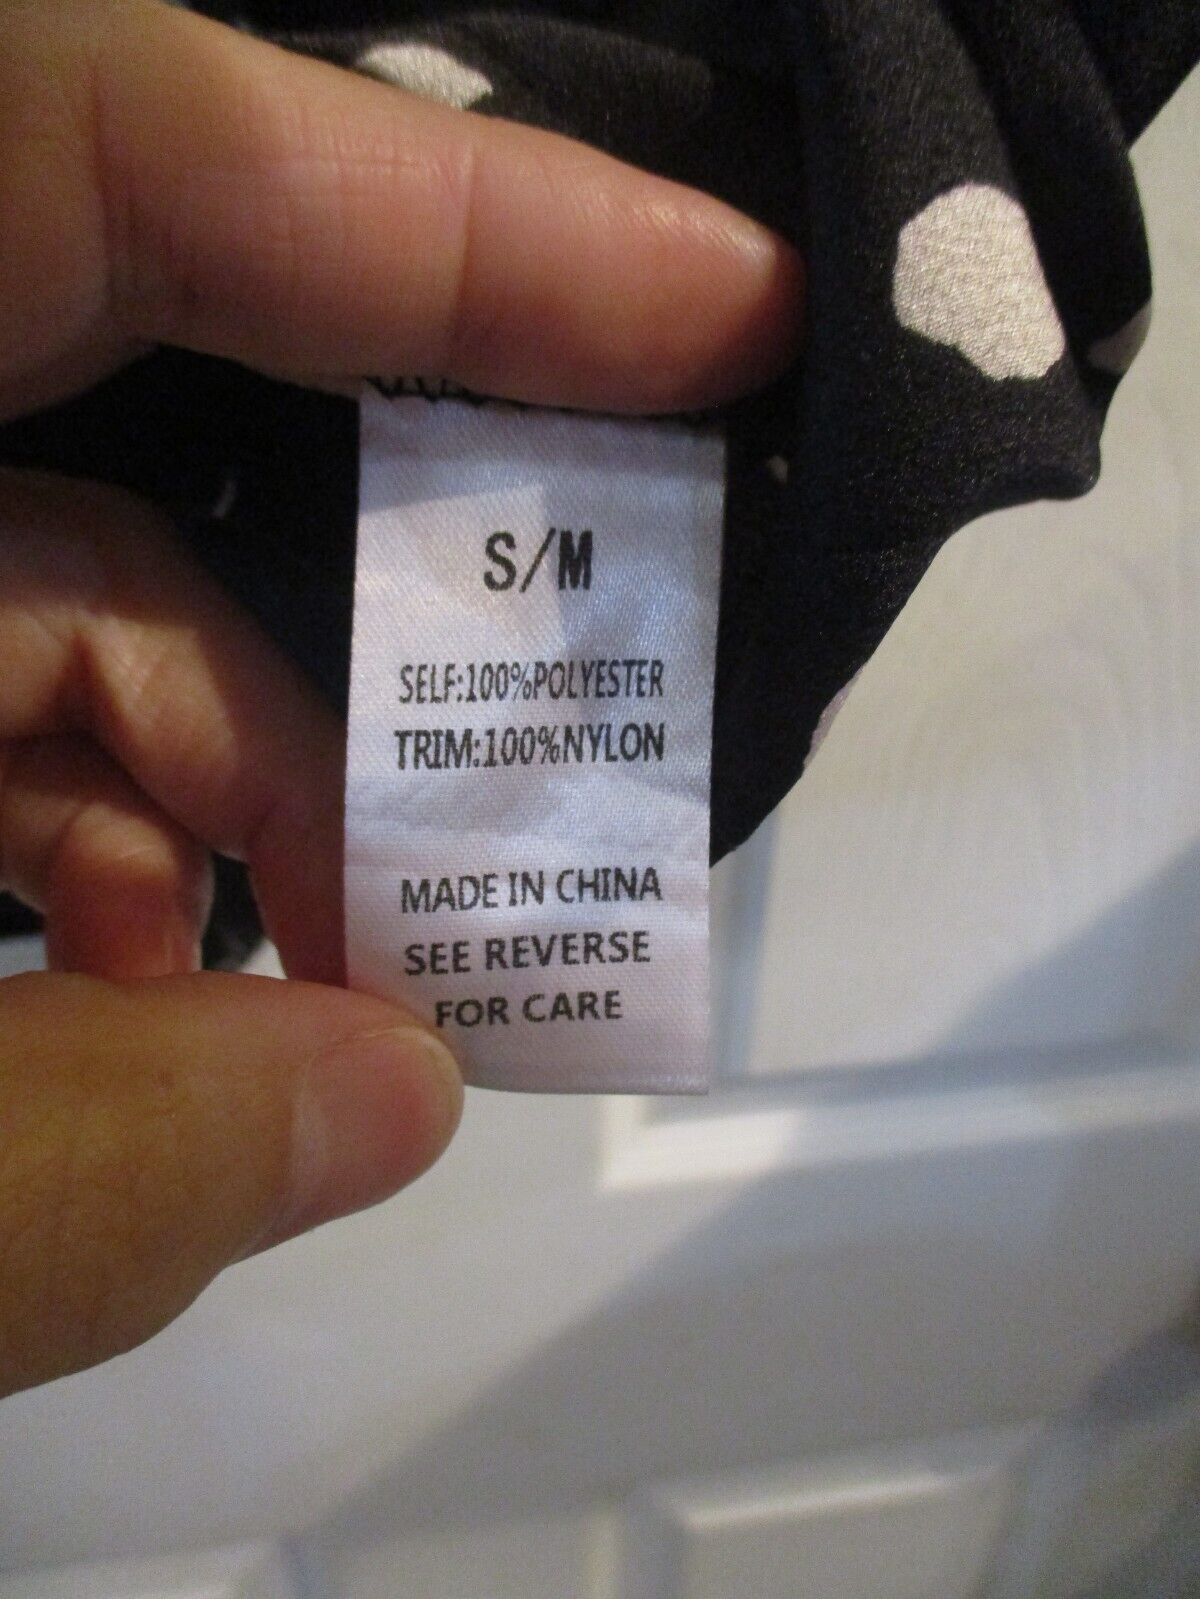 S/M
SELF:100%POLYESTER
TRIM:100%NYLON
MADE IN CHINA
SEE REVERSE
FOR CARE